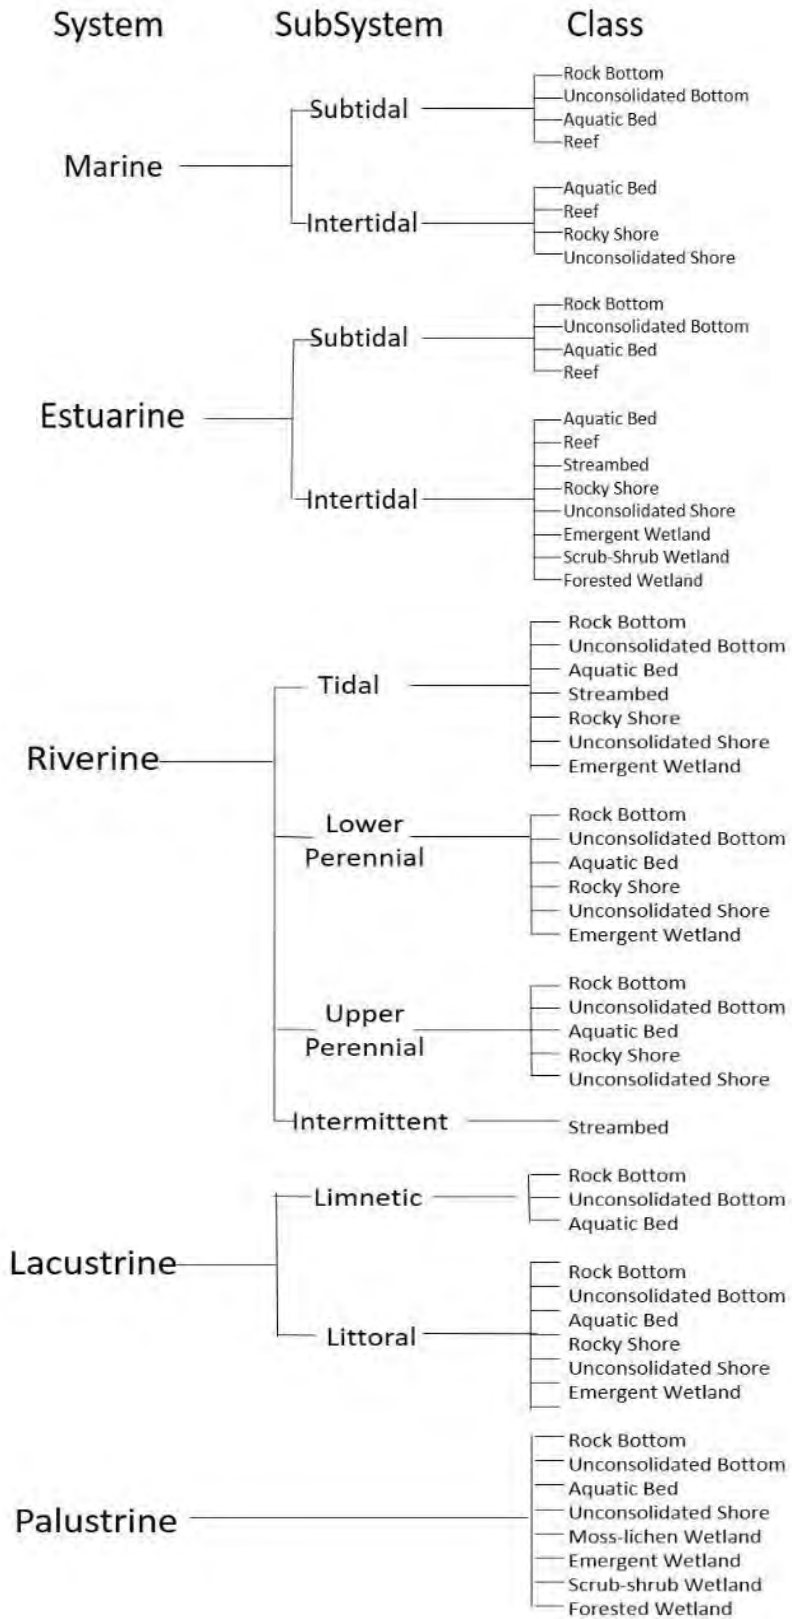 System SubSystem Class
Marine
Subtidal
Rock Bottom
Unconsolidated Bottom
Aquatic Bed
Reef
Intertidal
Aquatic Bed
Reef
Rocky Shore
Unconsolidated Shore
Estuarine
Subtidal
Rock Bottom
Unconsolidated Bottom
Aquatic Bed
Reef
Intertidal
Aquatic Bed
Reef
Streambed
Rocky Shore
Unconsolidated Shore
Emergent Wetland
Scrub-Shrub Wetland
Forested Wetland
Riverine
Tidal
Rock Bottom
Unconsolidated Bottom
Aquatic Bed
Streambed
Rocky Shore
Unconsolidated Shore
Emergent Wetland
Lower
Perennial
Rock Bottom
Unconsolidated Bottom
Aquatic Bed
Rocky Shore
Unconsolidated Shore
Emergent Wetland
Upper
Perennial
Rock Bottom
Unconsolidated Bottom
Aquatic Bed
Rocky Shore
Unconsolidated Shore
Intermittent
Streambed
Lacustrine
Limnetic
Rock Bottom
Unconsolidated Bottom
Aquatic Bed
Littoral
Rock Bottom
Unconsolidated Bottom
Aquatic Bed
Rocky Shore
Unconsolidated Shore
Emergent Wetland
Palustrine
Rock Bottom
Unconsolidated Bottom
Aquatic Bed
Unconsolidated Shore
Moss-lichen Wetland
Emergent Wetland
Scrub-shrub Wetland
Forested Wetland